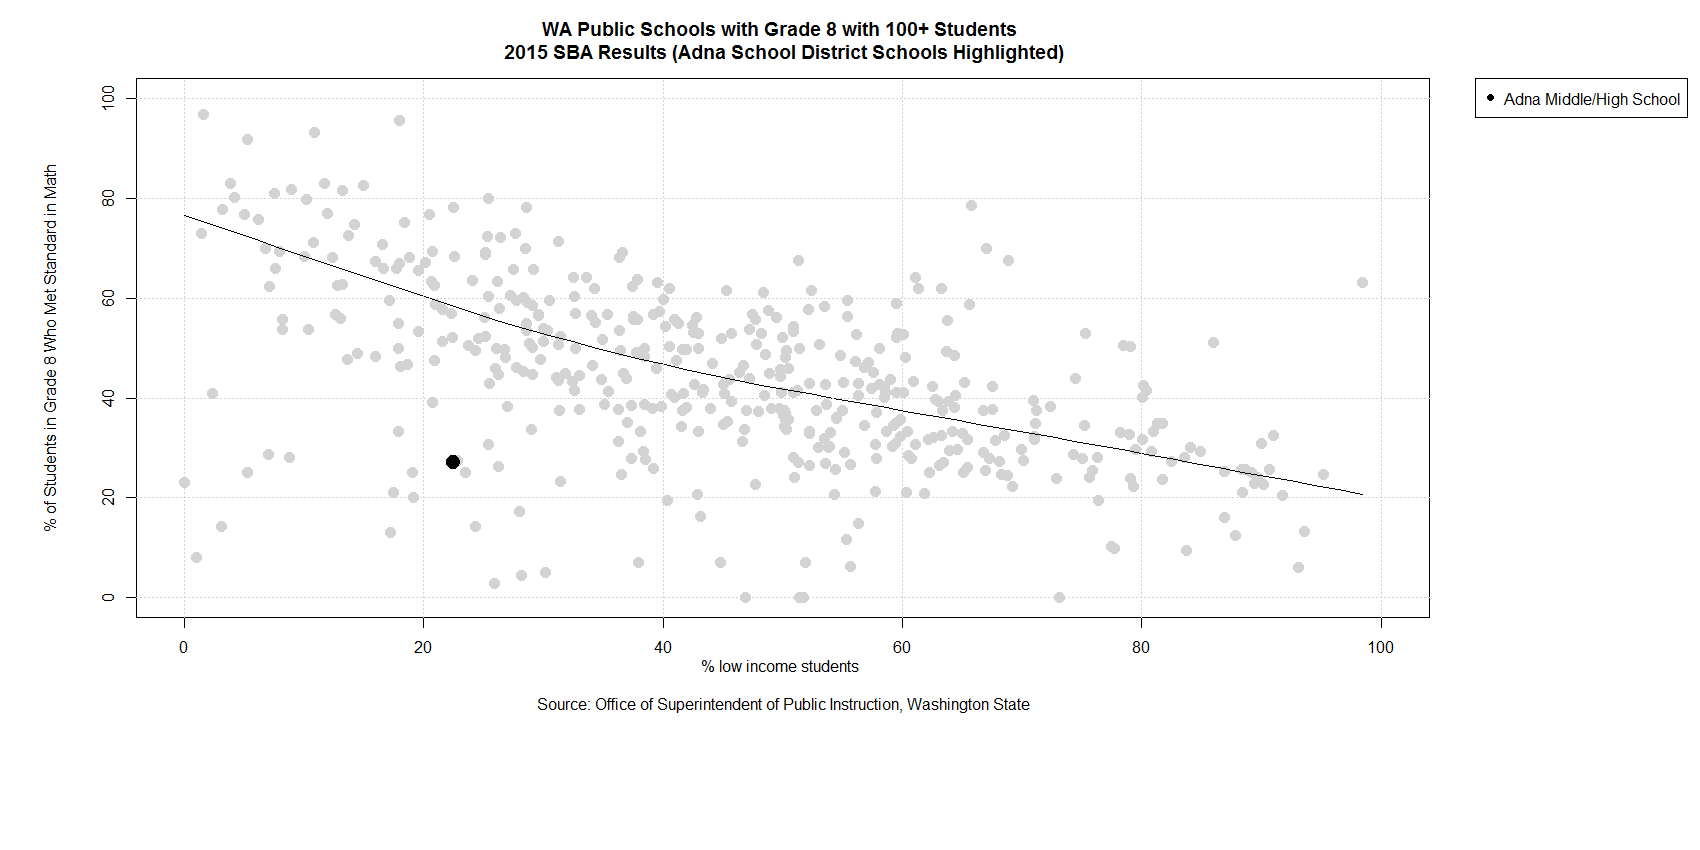 WA Public Schools with Grade 8 with 100+ Students
2015 SBA Results (Adna School District Schools Highlighted)
Adna Middle/High School
% of Students in Grade 8 Who Met Standard in Math
100
80
60
40
20
0
0 20 40 60 80 100
% low income students
Source: Office of Superintendent of Public Instruction, Washington State